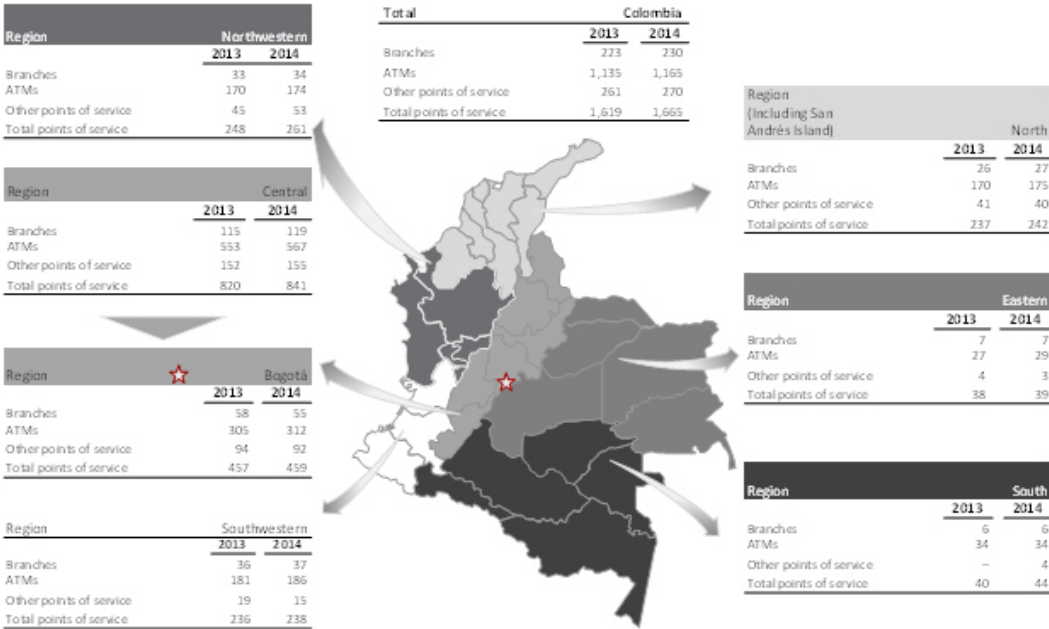 Region Northwestern
2013 2014
Branches 33 34
ATMs 170 174
Other points of service 45 53
Total points of service 248 261
Total Colombia
2013 2014
Branches 223 230
ATMs 1,135 1,165
Other points of service 261 270
Total points of service 1,619 1,665
Region
(Including San
Andrés Island) North
2013 2014
Branches 26 27
ATMs 170 175
Other points of service 41 40
Total points of service 237 242
Region Central
2013 2014
Branches 115 119
ATMs 553 567
Other points of service 152 155
Total points of service 820 841
Region Eastern
2013 2014
Branches 7 7
ATMs 27 29
Other points of service 4 3
Total points of service 38 39
Region Bogotá
2013 2014
Branches 58 55
ATMs 305 312
Other points of service 94 92
Total points of service 457 459
Region South
2013 2014
Branches 6 6
ATMs 34 34
Other points of service – 4
Total points of service 40 44
Region Southwestern
2013 2014
Branches 36 37
ATMs 181 186
Other points of service 19 15
Total points of service 236 238